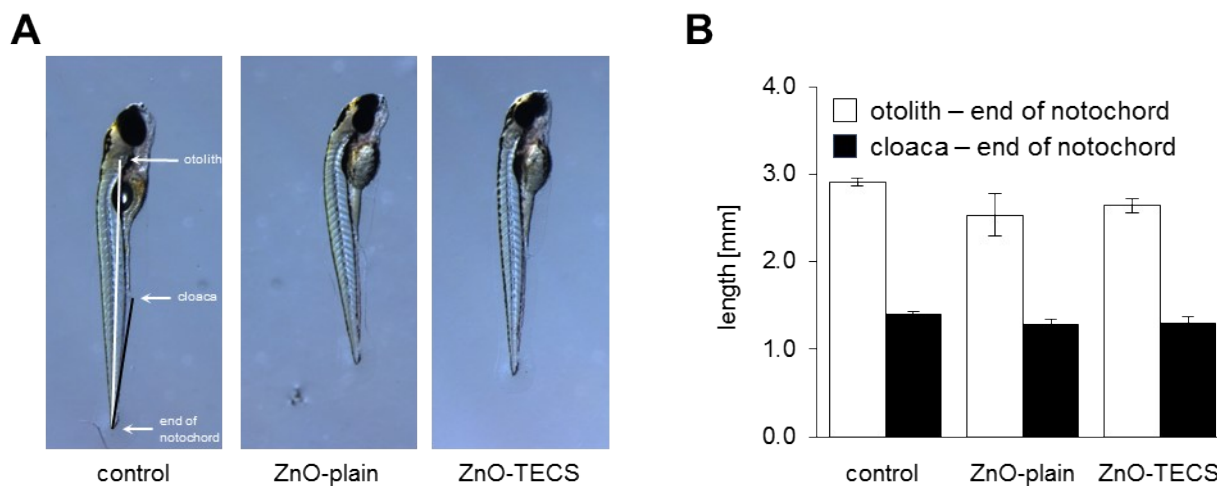 A
otolith
cloaca
end of
notochord
control
ZnO-plain
ZnO-TECS
B
4.0
3.0
2.0
1.0
0.0
length [mm]
otolith – end of notochord
cloaca – end of notochord
control
ZnO-plain
ZnO-TECS